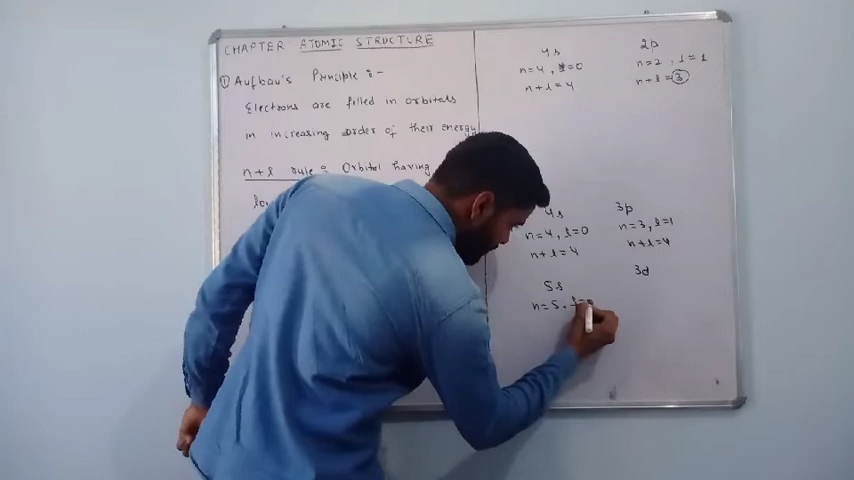 CHAPTER ATOMIC STRUCTURE
① Aufbau's Principle :-
Electrons are filled in orbitals
in increasing order of their energy
n+l rule : Orbital having
4s
n=4, l=0
n+l=4
2p
n=2, l=1
n+l=3
4s
n=4, l=0
n+l=4
3p
n=3, l=1
n+l=4
5s
n=5, l=0
3d